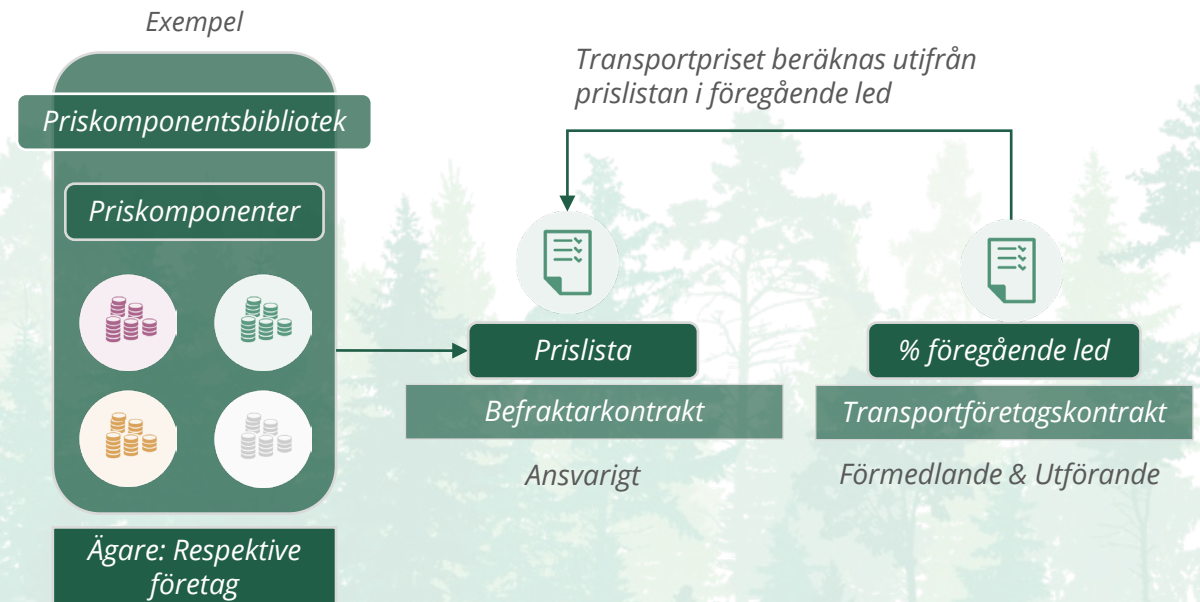 Exempel
Priskomponentsbibliotek
Priskomponenter
Ägare: Respektive
företag
Transportpriset beräknas utifrån
prislistan i föregående led
Prislista
Befraktarkontrakt
Ansvarigt
% föregående led
Transportföretagskontrakt
Förmedlande & Utförande